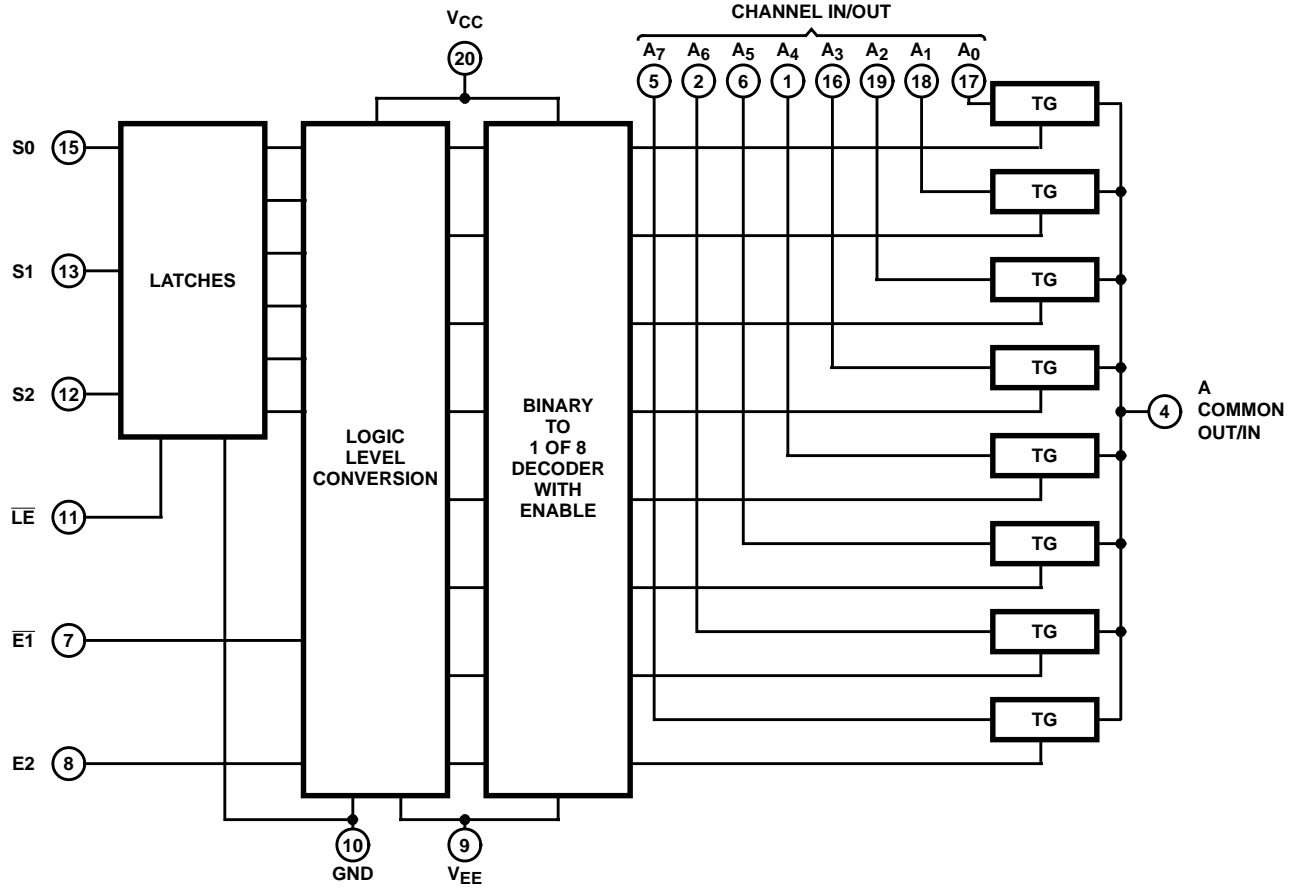 CHANNEL IN/OUT
VCC
A7 A6 A5 A4 A3 A2 A1 A0
20
5 2 6 1 16 19 18 17
TG
S0 15
TG
S1 13
LATCHES
TG
TG
S2 12
A
COMMON
OUT/IN
4
LOGIC
LEVEL
CONVERSION
BINARY
TO
1 OF 8
DECODER
WITH
ENABLE
TG
LE 11
TG
E1 7
TG
TG
E2 8
10
GND
9
VEE